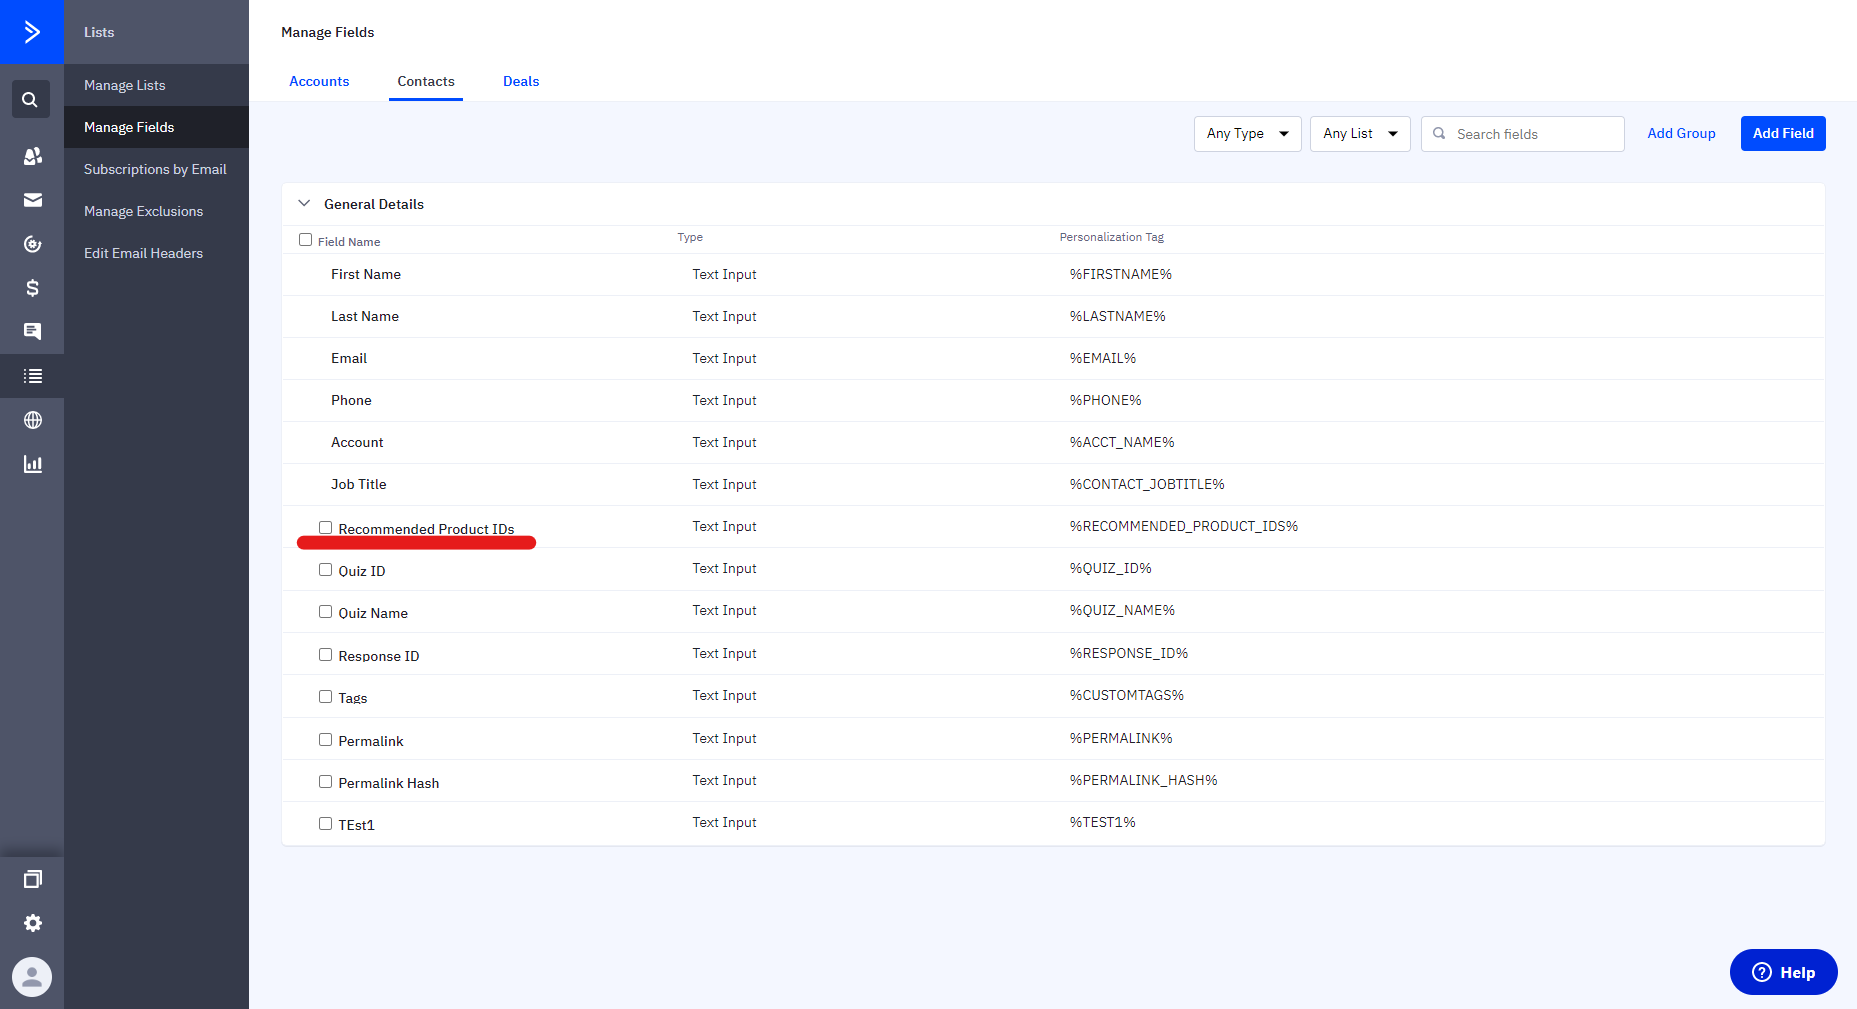 Lists
Manage Lists
Manage Fields
Subscriptions by Email
Manage Exclusions
Edit Email Headers
Manage Fields
Accounts Contacts Deals
Any Type Any List Search fields Add Group Add Field
General Details
Field Name Type Personalization Tag
First Name Text Input %FIRSTNAME%
Last Name Text Input %LASTNAME%
Email Text Input %EMAIL%
Phone Text Input %PHONE%
Account Text Input %ACCT_NAME%
Job Title Text Input %CONTACT_JOBTITLE%
Recommended Product IDs Text Input %RECOMMENDED_PRODUCT_IDS%
Quiz ID Text Input %QUIZ_ID%
Quiz Name Text Input %QUIZ_NAME%
Response ID Text Input %RESPONSE_ID%
Tags Text Input %CUSTOMTAGS%
Permalink Text Input %PERMALINK%
Permalink Hash Text Input %PERMALINK_HASH%
TEst1 Text Input %TEST1%
Help